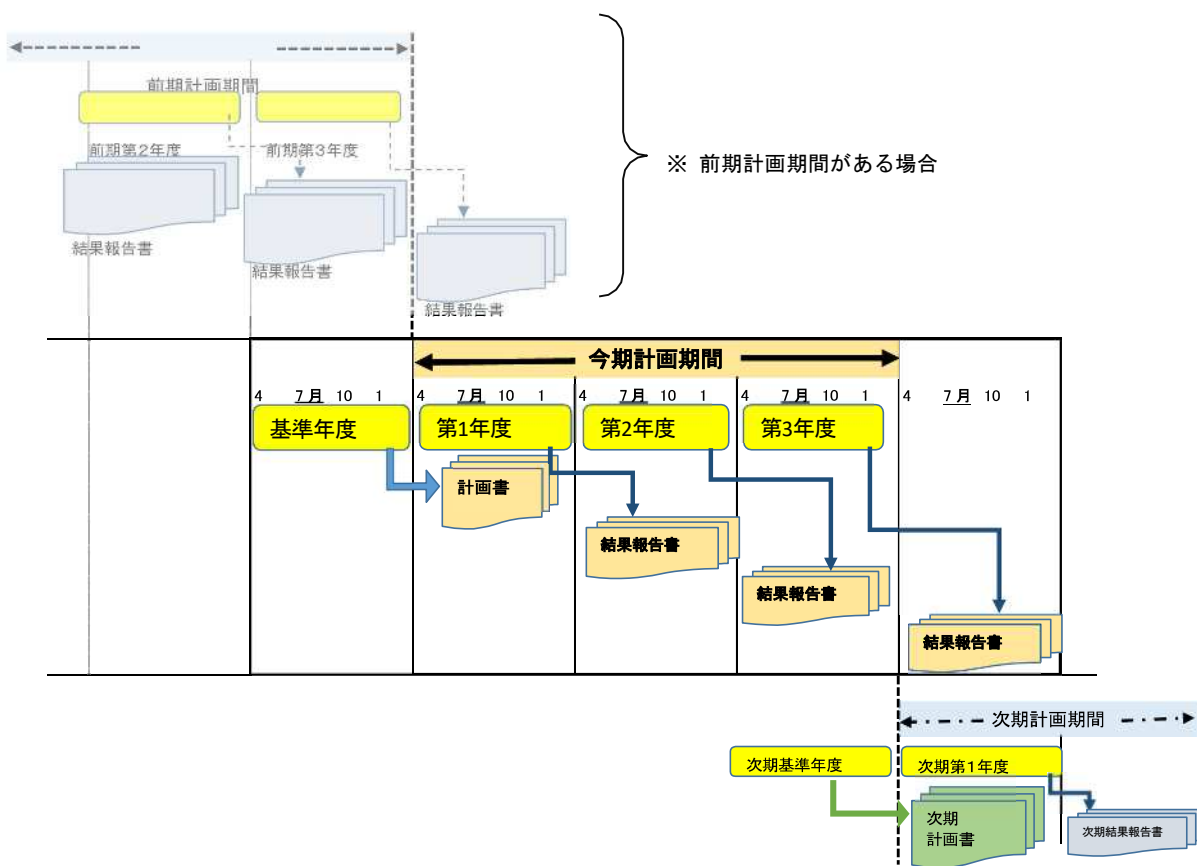 前期計画期間
前期第2年度
前期第3年度
結果報告書
結果報告書
結果報告書
※ 前期計画期間がある場合
今期計画期間
4 7月 10 1 4 7月 10 1 4 7月 10 1 4 7月 10 1 4 7月 10 1
基準年度 第1年度 第2年度 第3年度
計画書
結果報告書
結果報告書
結果報告書
次期計画期間
次期基準年度 次期第1年度
次期
計画書
次期結果報告書